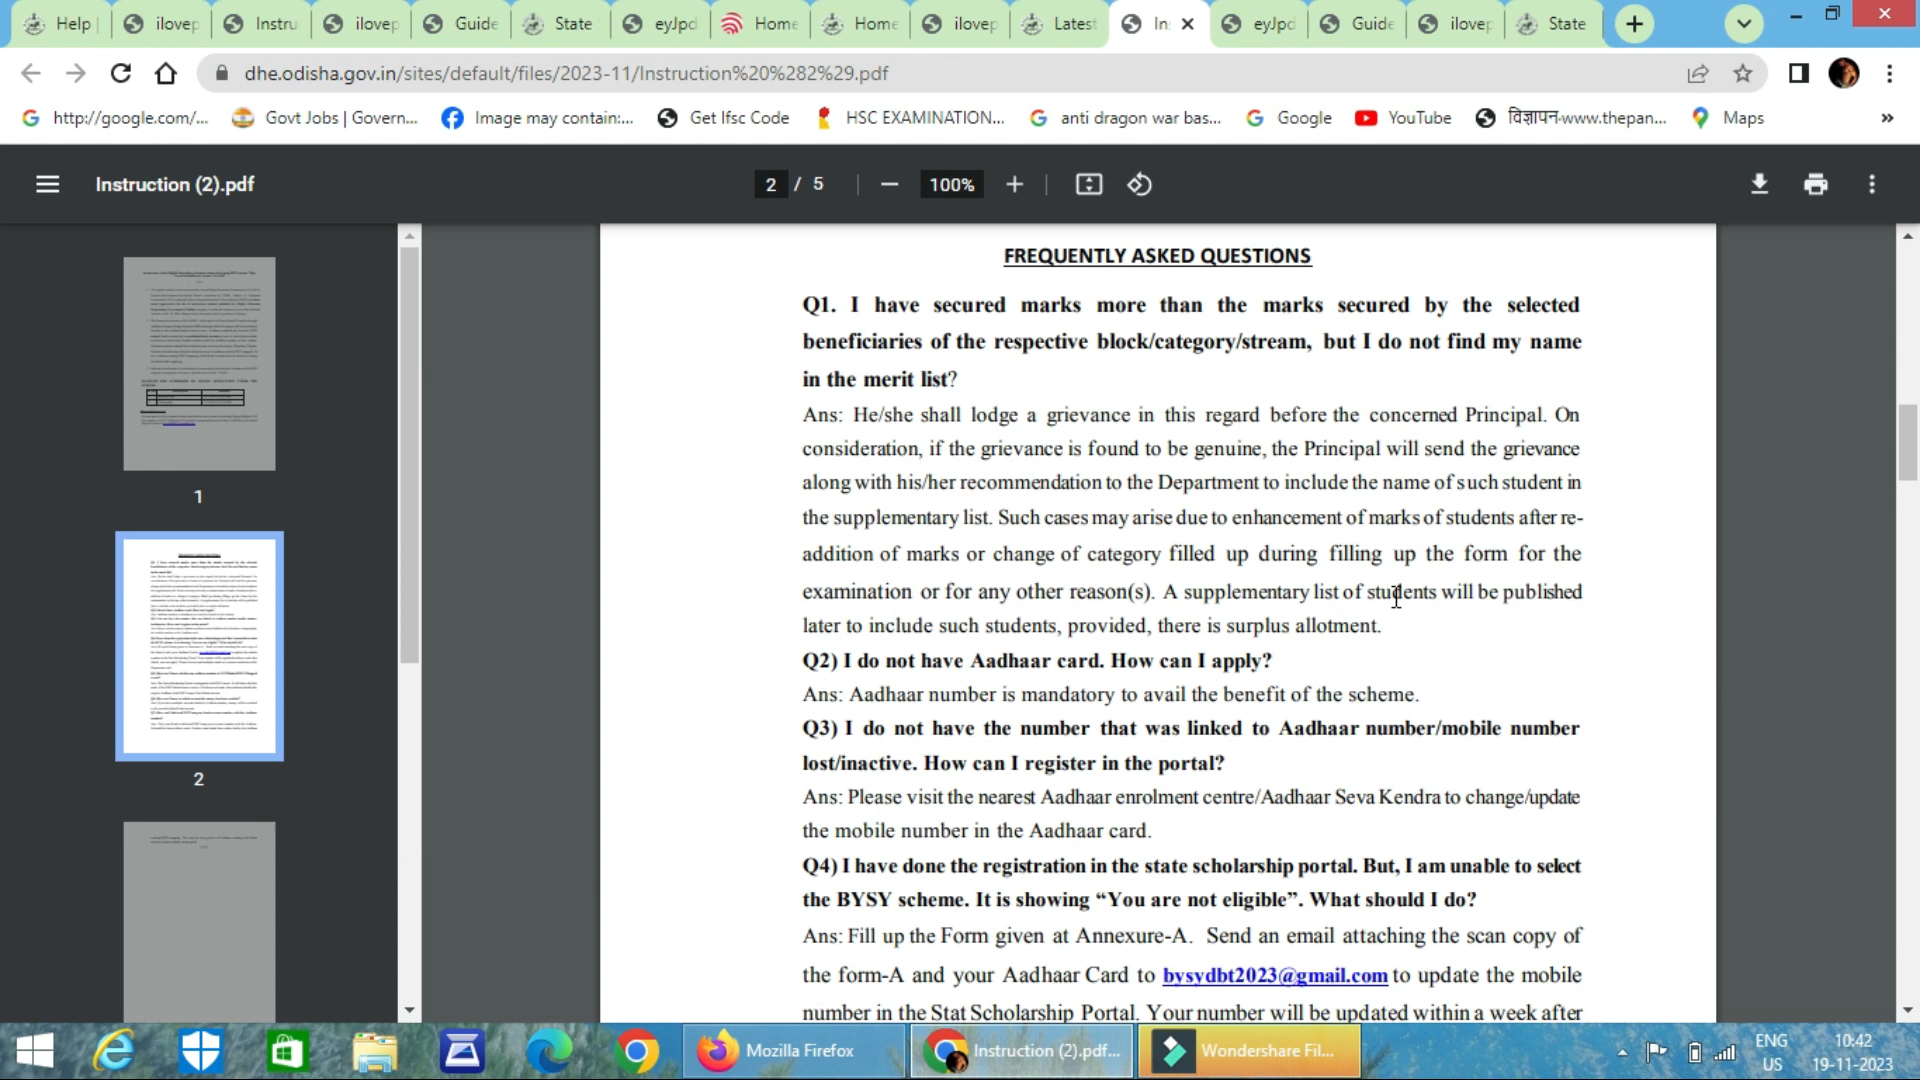 Help
ilovep
Instru
ilovep
Guide
State
eyJpd
Home
Home
ilovep
Latest
In
eyJpd
Guide
ilovep
State
dhe.odisha.gov.in/sites/default/files/2023-11/Instruction%20%282%29.pdf
http://google.com/...
Govt Jobs | Govern...
Image may contain:...
Get Ifsc Code
HSC EXAMINATION...
anti dragon war bas...
Google
YouTube
विज्ञापन-www.thepan...
Maps
»
Instruction (2).pdf
2 / 5
100%
1
2
FREQUENTLY ASKED QUESTIONS
Q1. I have secured marks more than the marks secured by the selected
beneficiaries of the respective block/category/stream, but I do not find my name
in the merit list?
Ans: He/she shall lodge a grievance in this regard before the concerned Principal. On
consideration, if the grievance is found to be genuine, the Principal will send the grievance
along with his/her recommendation to the Department to include the name of such student in
the supplementary list. Such cases may arise due to enhancement of marks of students after re-
addition of marks or change of category filled up during filling up the form for the
examination or for any other reason(s). A supplementary list of students will be published
later to include such students, provided, there is surplus allotment.
Q2) I do not have Aadhaar card. How can I apply?
Ans: Aadhaar number is mandatory to avail the benefit of the scheme.
Q3) I do not have the number that was linked to Aadhaar number/mobile number
lost/inactive. How can I register in the portal?
Ans: Please visit the nearest Aadhaar enrolment centre/Aadhaar Seva Kendra to change/update
the mobile number in the Aadhaar card.
Q4) I have done the registration in the state scholarship portal. But, I am unable to select
the BYSY scheme. It is showing “You are not eligible”. What should I do?
Ans: Fill up the Form given at Annexure-A. Send an email attaching the scan copy of
the form-A and your Aadhaar Card to bysydbt2023@gmail.com to update the mobile
number in the Stat Scholarship Portal. Your number will be updated within a week after
Mozilla Firefox
Instruction (2).pdf...
Wondershare Fil...
ENG
US
10:42
19-11-2023